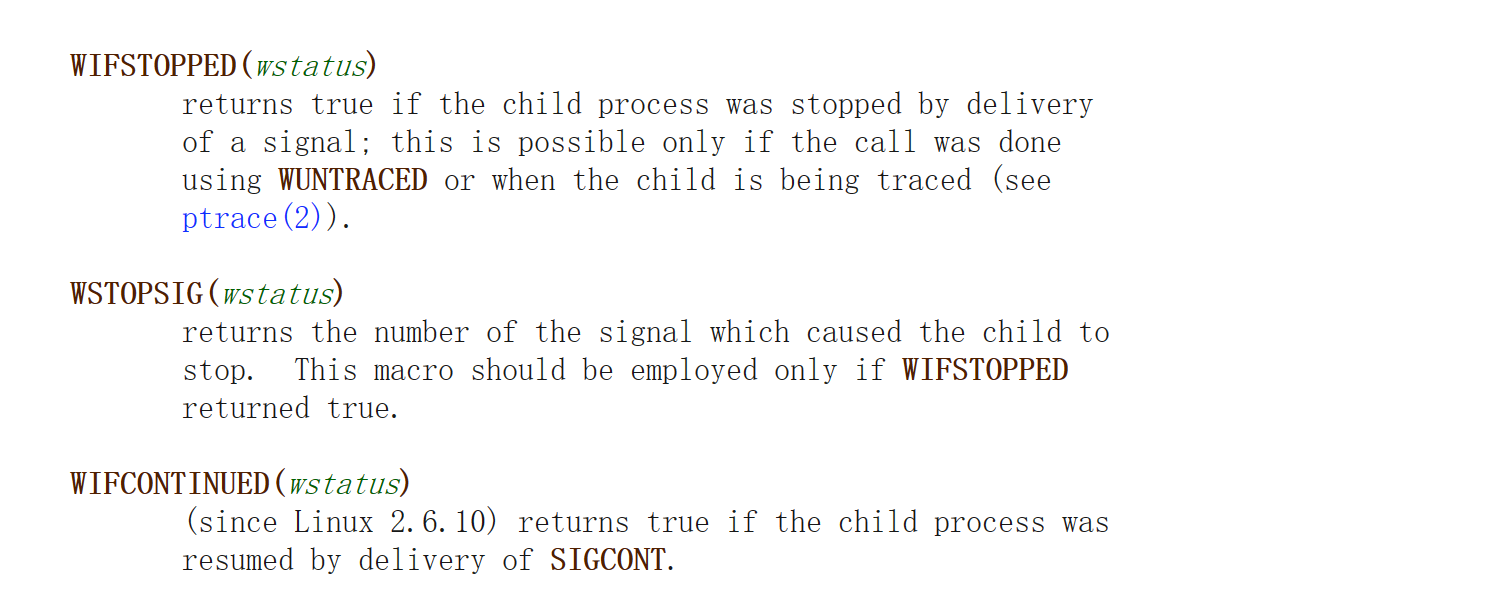 WIFSTOPPED(wstatus)
returns true if the child process was stopped by delivery
of a signal; this is possible only if the call was done
using WUNTRACED or when the child is being traced (see
ptrace(2)).
WSTOPSIG(wstatus)
returns the number of the signal which caused the child to
stop.  This macro should be employed only if WIFSTOPPED
returned true.
WIFCONTINUED(wstatus)
(since Linux 2.6.10) returns true if the child process was
resumed by delivery of SIGCONT.